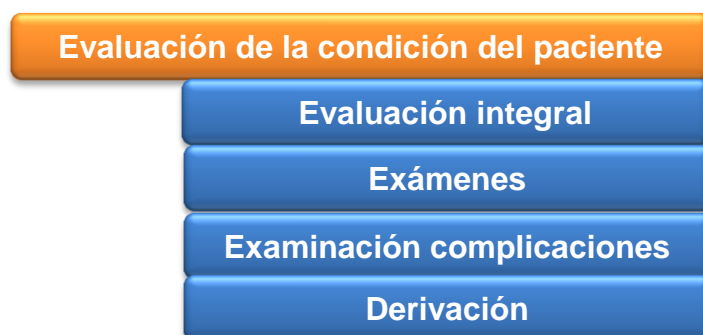 Evaluación de la condición del paciente
Evaluación integral
Exámenes
Examinación complicaciones
Derivación